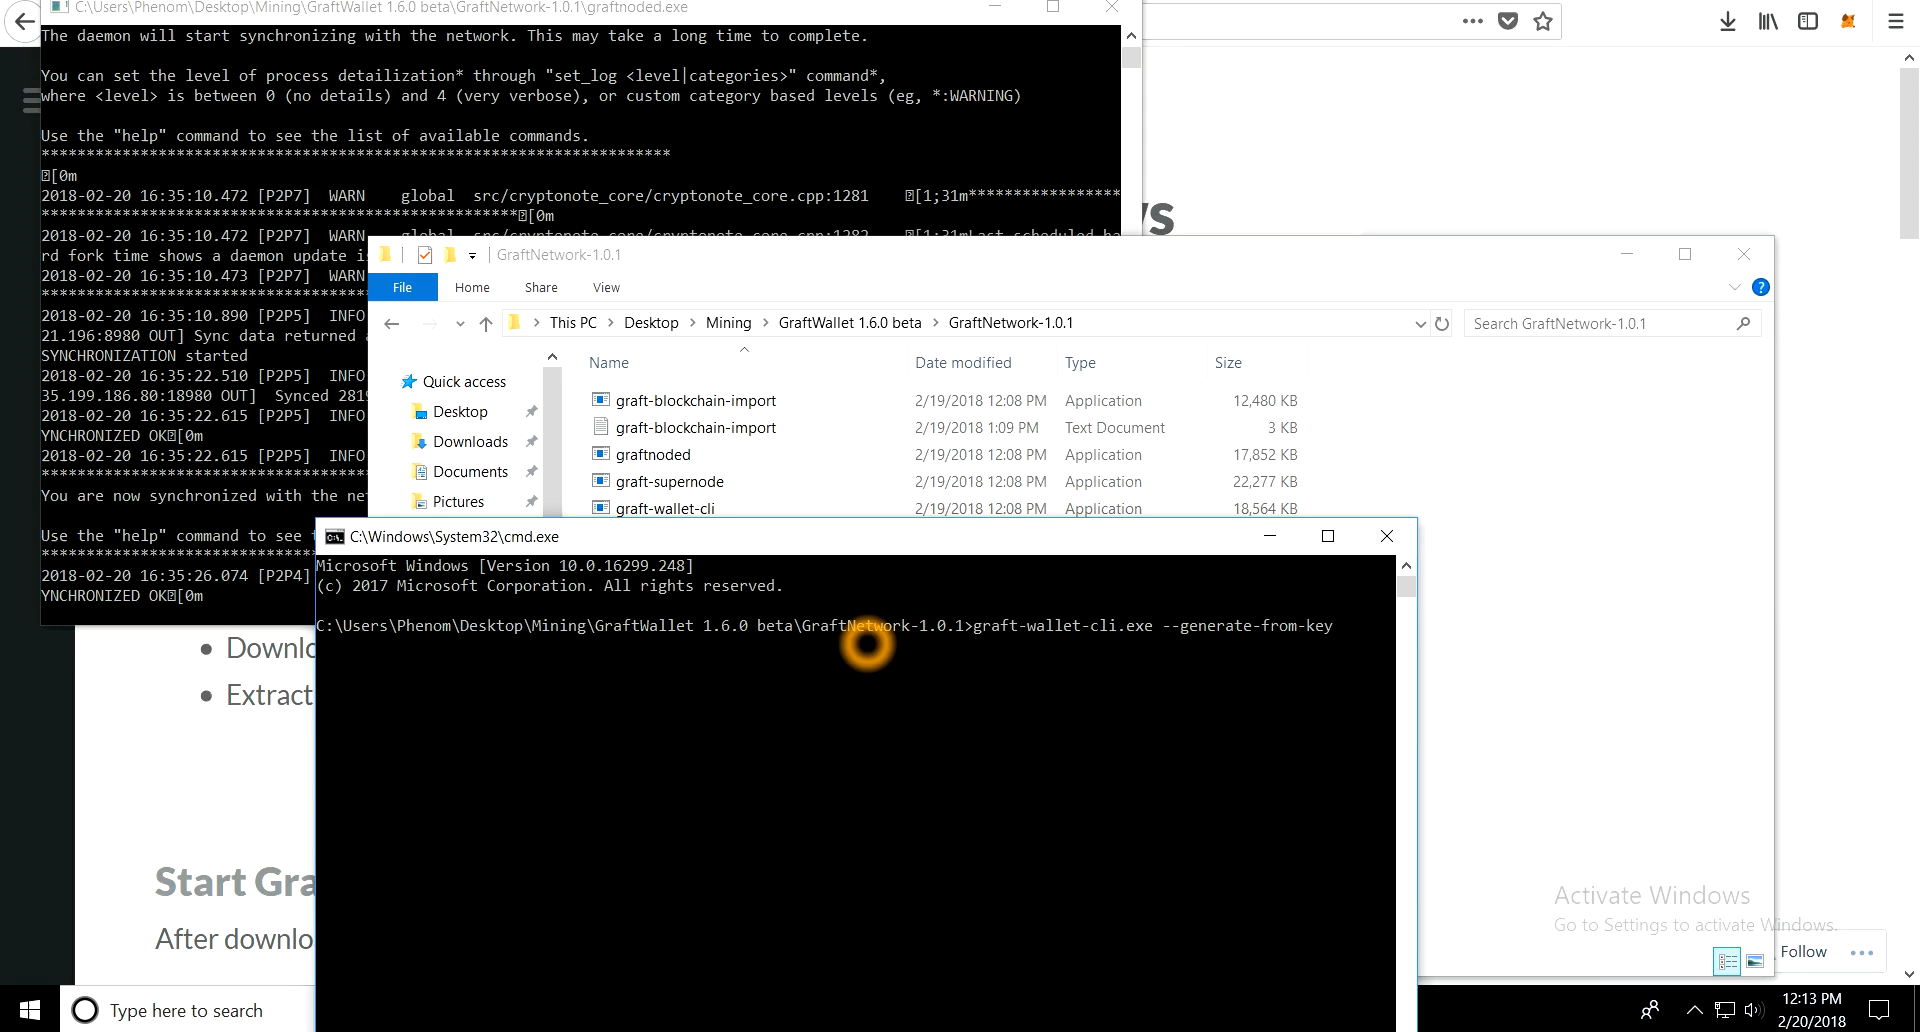 C:\Users\Phenom\Desktop\Mining\GraftWallet 1.6.0 beta\GraftNetwork-1.0.1\graftnoded.exe
The daemon will start synchronizing with the network. This may take a long time to complete.
You can set the level of process detailization* through "set_log <level|categories>" command*,
where <level> is between 0 (no details) and 4 (very verbose), or custom category based levels (eg, *:WARNING)
Use the "help" command to see the list of available commands.
**********************************************************************
[0m
2018-02-20 16:35:10.472 [P2P7] WARN global src/cryptonote_core/cryptonote_core.cpp:1281 [1;31m*****************
*****************************************************[0m
2018-02-20 16:35:10.472 [P2P7] WARN global src/cryptonote_core/cryptonote_core.cpp:1282 [1;31mLast scheduled ha
rd fork time shows a daemon update i
2018-02-20 16:35:10.473 [P2P7] WARN
************************************
2018-02-20 16:35:10.890 [P2P5] INFO
21.196:8980 OUT] Sync data returned
SYNCHRONIZATION started
2018-02-20 16:35:22.510 [P2P5] INFO
35.199.186.80:18980 OUT] Synced 281
2018-02-20 16:35:22.615 [P2P5] INFO
YNCHRONIZED OK[0m
2018-02-20 16:35:22.615 [P2P5] INFO
************************************
You are now synchronized with the ne
Use the "help" command to see
******************************
2018-02-20 16:35:26.074 [P2P4]
YNCHRONIZED OK[0m
GraftNetwork-1.0.1
File Home Share View
This PC > Desktop > Mining > GraftWallet 1.6.0 beta > GraftNetwork-1.0.1
Search GraftNetwork-1.0.1
Quick access
Desktop
Downloads
Documents
Pictures
Name Date modified Type Size
graft-blockchain-import 2/19/2018 12:08 PM Application 12,480 KB
graft-blockchain-import 2/19/2018 1:09 PM Text Document 3 KB
graftnoded 2/19/2018 12:08 PM Application 17,852 KB
graft-supernode 2/19/2018 12:08 PM Application 22,277 KB
graft-wallet-cli 2/19/2018 12:08 PM Application 18,564 KB
C:\Windows\System32\cmd.exe
Microsoft Windows [Version 10.0.16299.248]
(c) 2017 Microsoft Corporation. All rights reserved.
C:\Users\Phenom\Desktop\Mining\GraftWallet 1.6.0 beta\GraftNetwork-1.0.1>graft-wallet-cli.exe --generate-from-key
Downlo
Extract
Start Gra
After downlo
Activate Windows
Go to Settings to activate Windows.
Follow
Type here to search
12:13 PM
2/20/2018